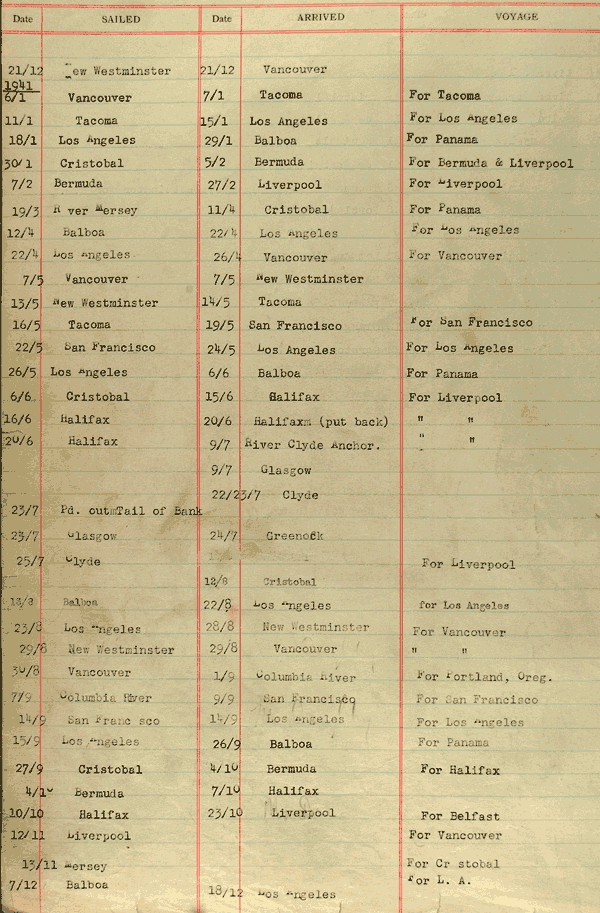 Date SAILED Date ARRIVED VOYAGE
21/12 ew Westminster 21/12 Vancouver
1941
6/1 Vancouver 7/1 Tacoma For Tacoma
11/1 Tacoma 15/1 Los Angeles For Los Angeles
18/1 Los Angeles 29/1 Balboa For Panama
30/1 Cristobal 5/2 Bermuda For Bermuda & Liverpool
7/2 Bermuda 27/2 Liverpool For Liverpool
19/3 R ver Mersey 11/4 Cristobal For Panama
12/4 Balboa 22/4 Los Angeles For Los Angeles
22/4 Los Angeles 26/4 Vancouver For Vancouver
7/5 Vancouver 7/5 New Westminster
13/5 New Westminster 14/5 Tacoma
16/5 Tacoma 19/5 San Francisco For San Francisco
22/5 San Francisco 24/5 Los Angeles For Los Angeles
26/5 Los Angeles 6/6 Balboa For Panama
6/6 Cristobal 15/6 Halifax For Liverpool
16/6 Halifax 20/6 Halifaxm (put back) " "
20/6 Halifax 9/7 River Clyde Anchor. " "
9/7 Glasgow
22/23/7 Clyde
23/7 Pd. outmTail of Bank
23/7 Glasgow 24/7 Greenock
25/7 Clyde For Liverpool
12/8 Cristobal
13/8 Balboa 22/8 Los Angeles for Los Angeles
23/8 Los Angeles 28/8 New Westminster For Vancouver
29/8 New Westminster 29/8 Vancouver " "
30/8 Vancouver 1/9 Columbia River For Portland, Oreg.
7/9 Columbia River 9/9 San Francisco For San Francisco
14/9 San Franc sco 14/9 Los Angeles For Los Angeles
15/9 Los Angeles 26/9 Balboa For Panama
27/9 Cristobal 4/10 Bermuda For Halifax
4/10 Bermuda 7/10 Halifax
10/10 Halifax 23/10 Liverpool For Belfast
12/11 Liverpool For Vancouver
13/11 Mersey For Cr stobal
7/12 Balboa 18/12 Los Angeles For L. A.